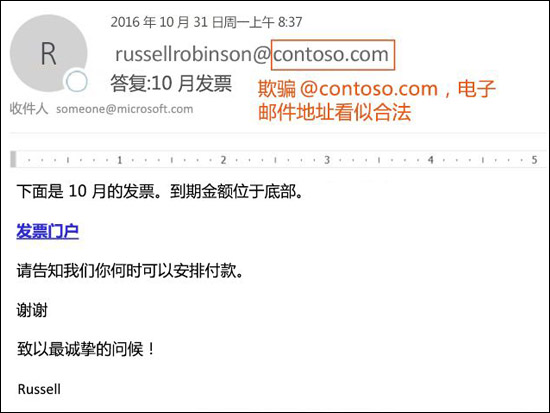 R
2016 年 10 月 31 日周一上午 8:37
russellrobinson@contoso.com
答复:10 月发票
收件人 someone@microsoft.com
欺骗 @contoso.com，电子
邮件地址看似合法
1 2 3 4 5
下面是 10 月的发票。到期金额位于底部。
发票门户
请告知我们你何时可以安排付款。
谢谢
致以最诚挚的问候！
Russell